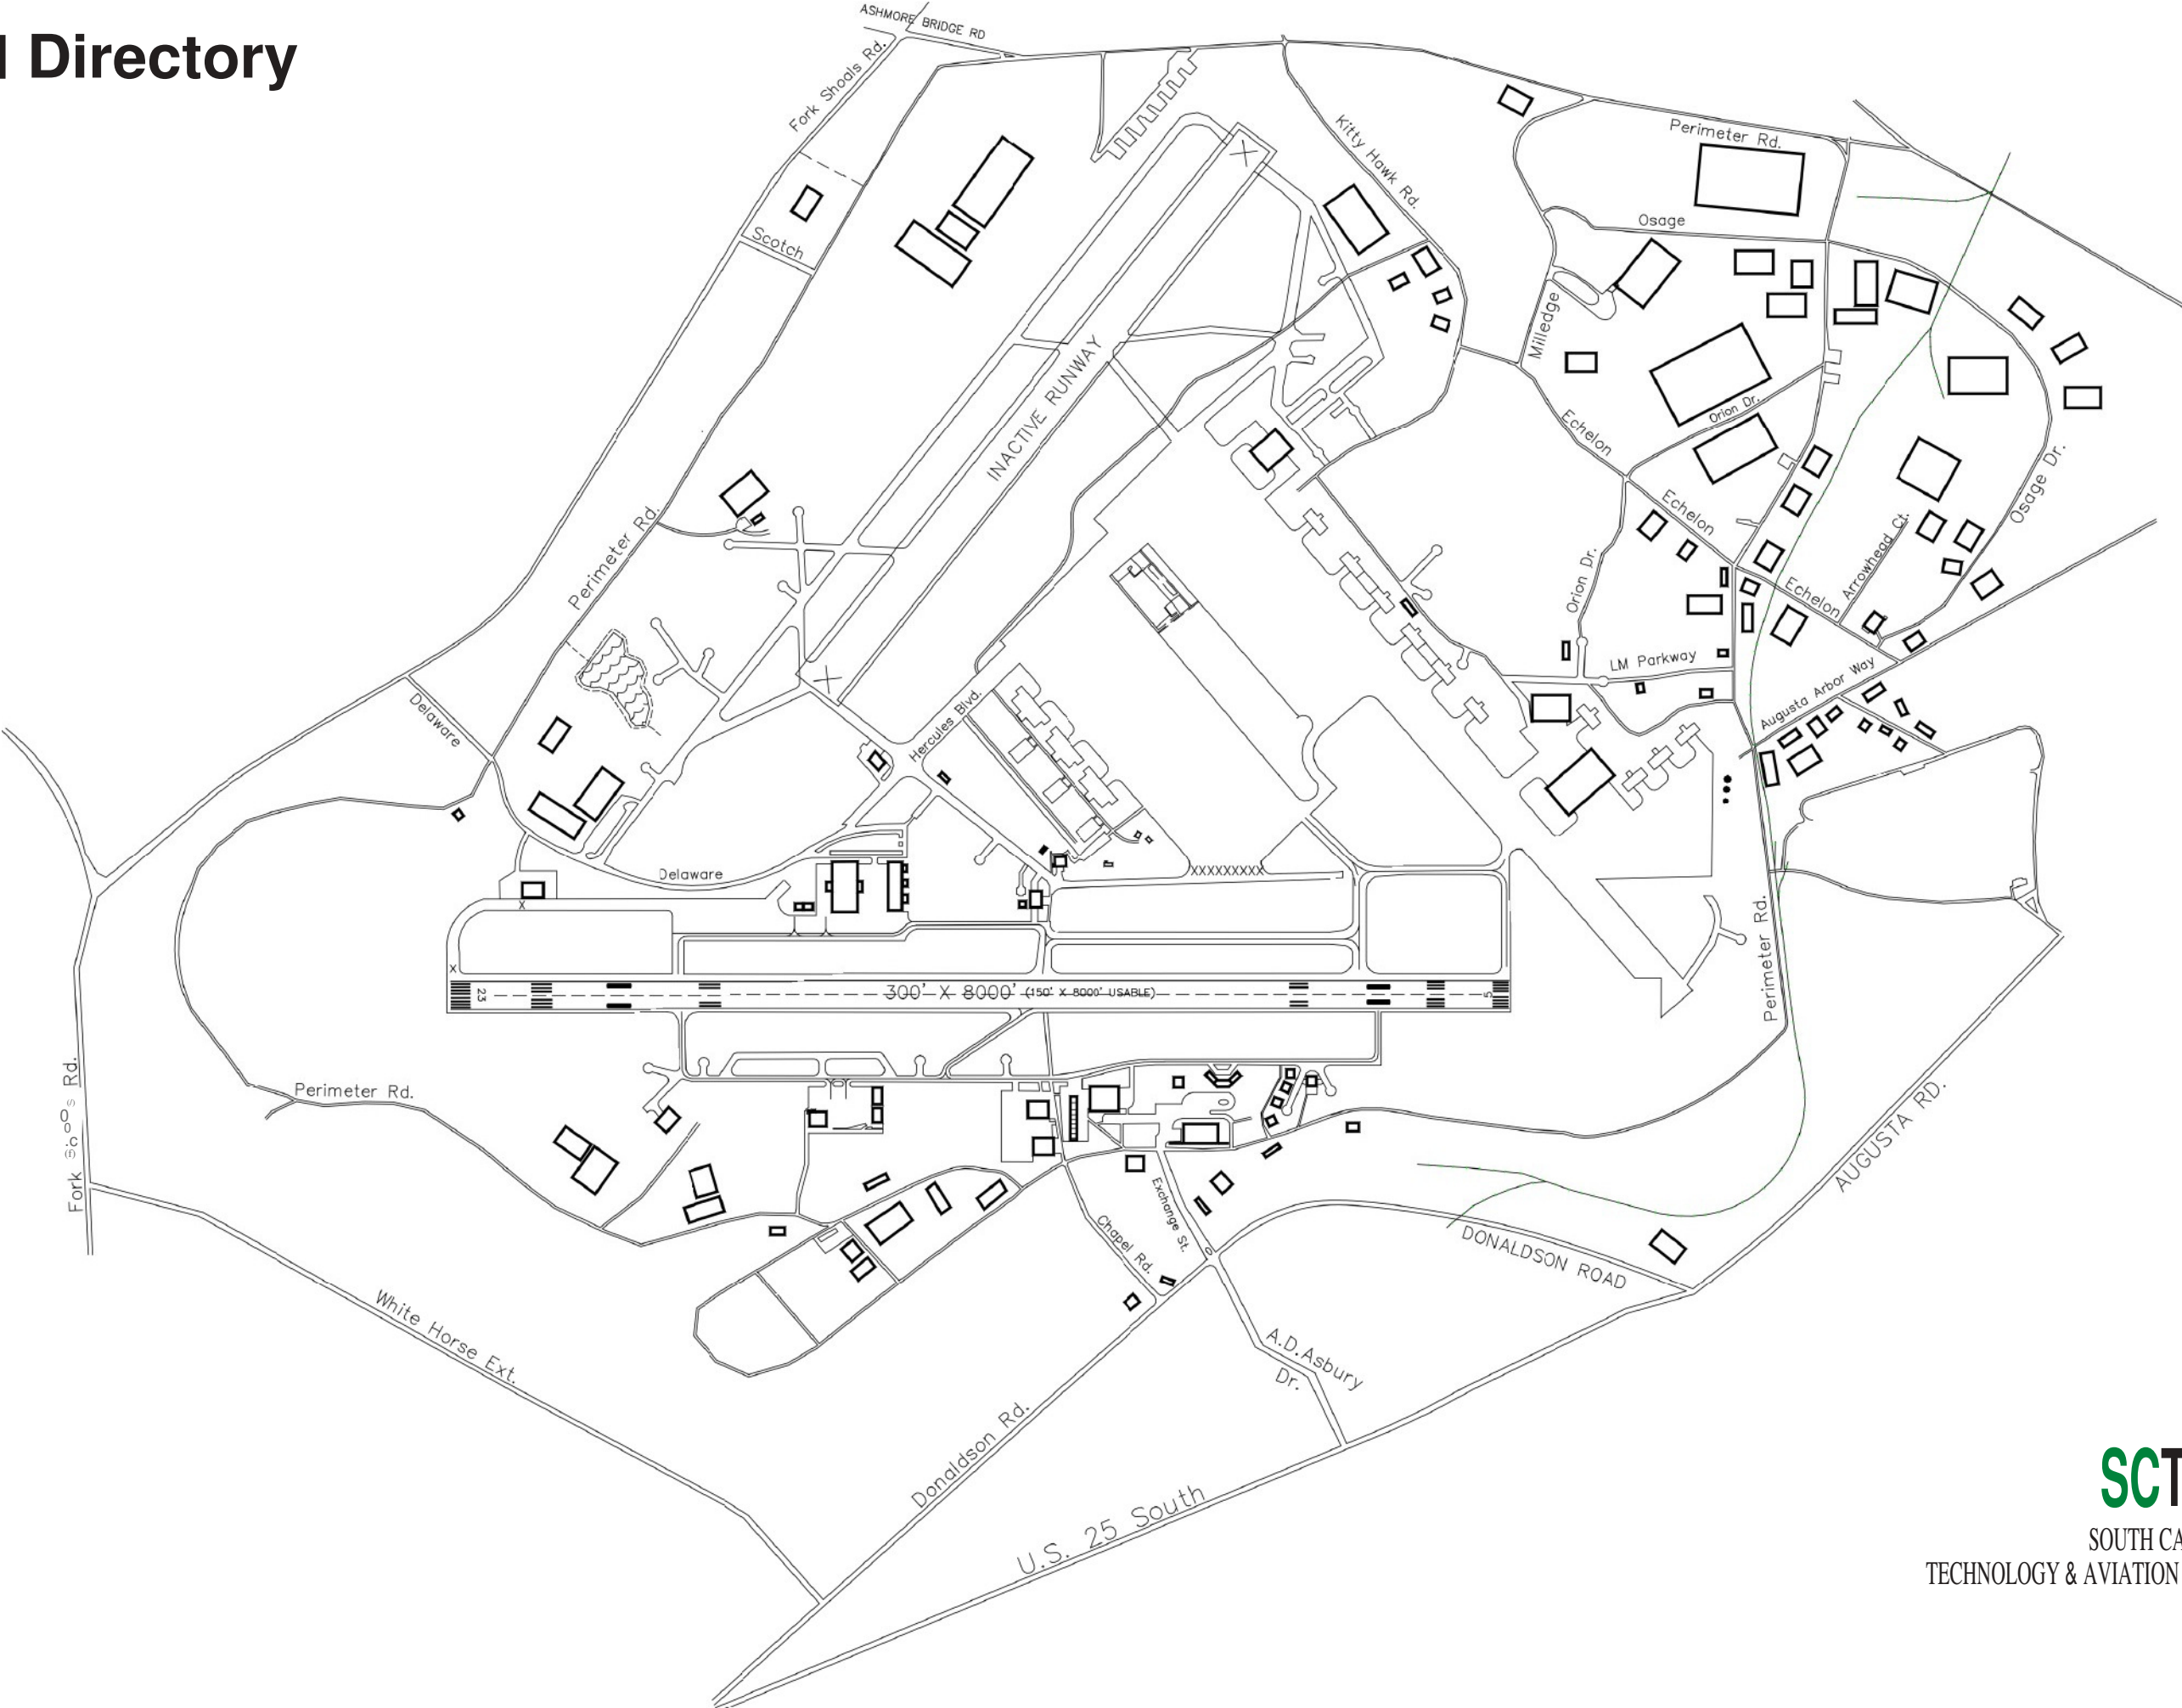 Directory
ASHMORE BRIDGE RD
Fork Shoals Rd.
Kitty Hawk Rd.
Perimeter Rd.
Scotch
Osage
Milledge
INACTIVE RUNWAY
Orion Dr.
Echelon
Osage Dr.
Echelon
Perimeter Rd.
Arrowhead Ct.
Orion Dr.
Echelon
LM Parkway
Augusta Arbor Way
Delaware
Hercules Blvd.
Delaware
XXXXXXXXX
X
X
Perimeter Rd.
23
300' X 8000' (150' X 8000' USABLE)
5
Fork
Rd.
Perimeter Rd.
AUGUSTA RD.
Exchange St.
Chapel Rd.
DONALDSON ROAD
White Horse Ext.
A.D.Asbury
Dr.
Donaldson Rd.
U.S. 25 South
SCT
SOUTH CA
TECHNOLOGY & AVIATION